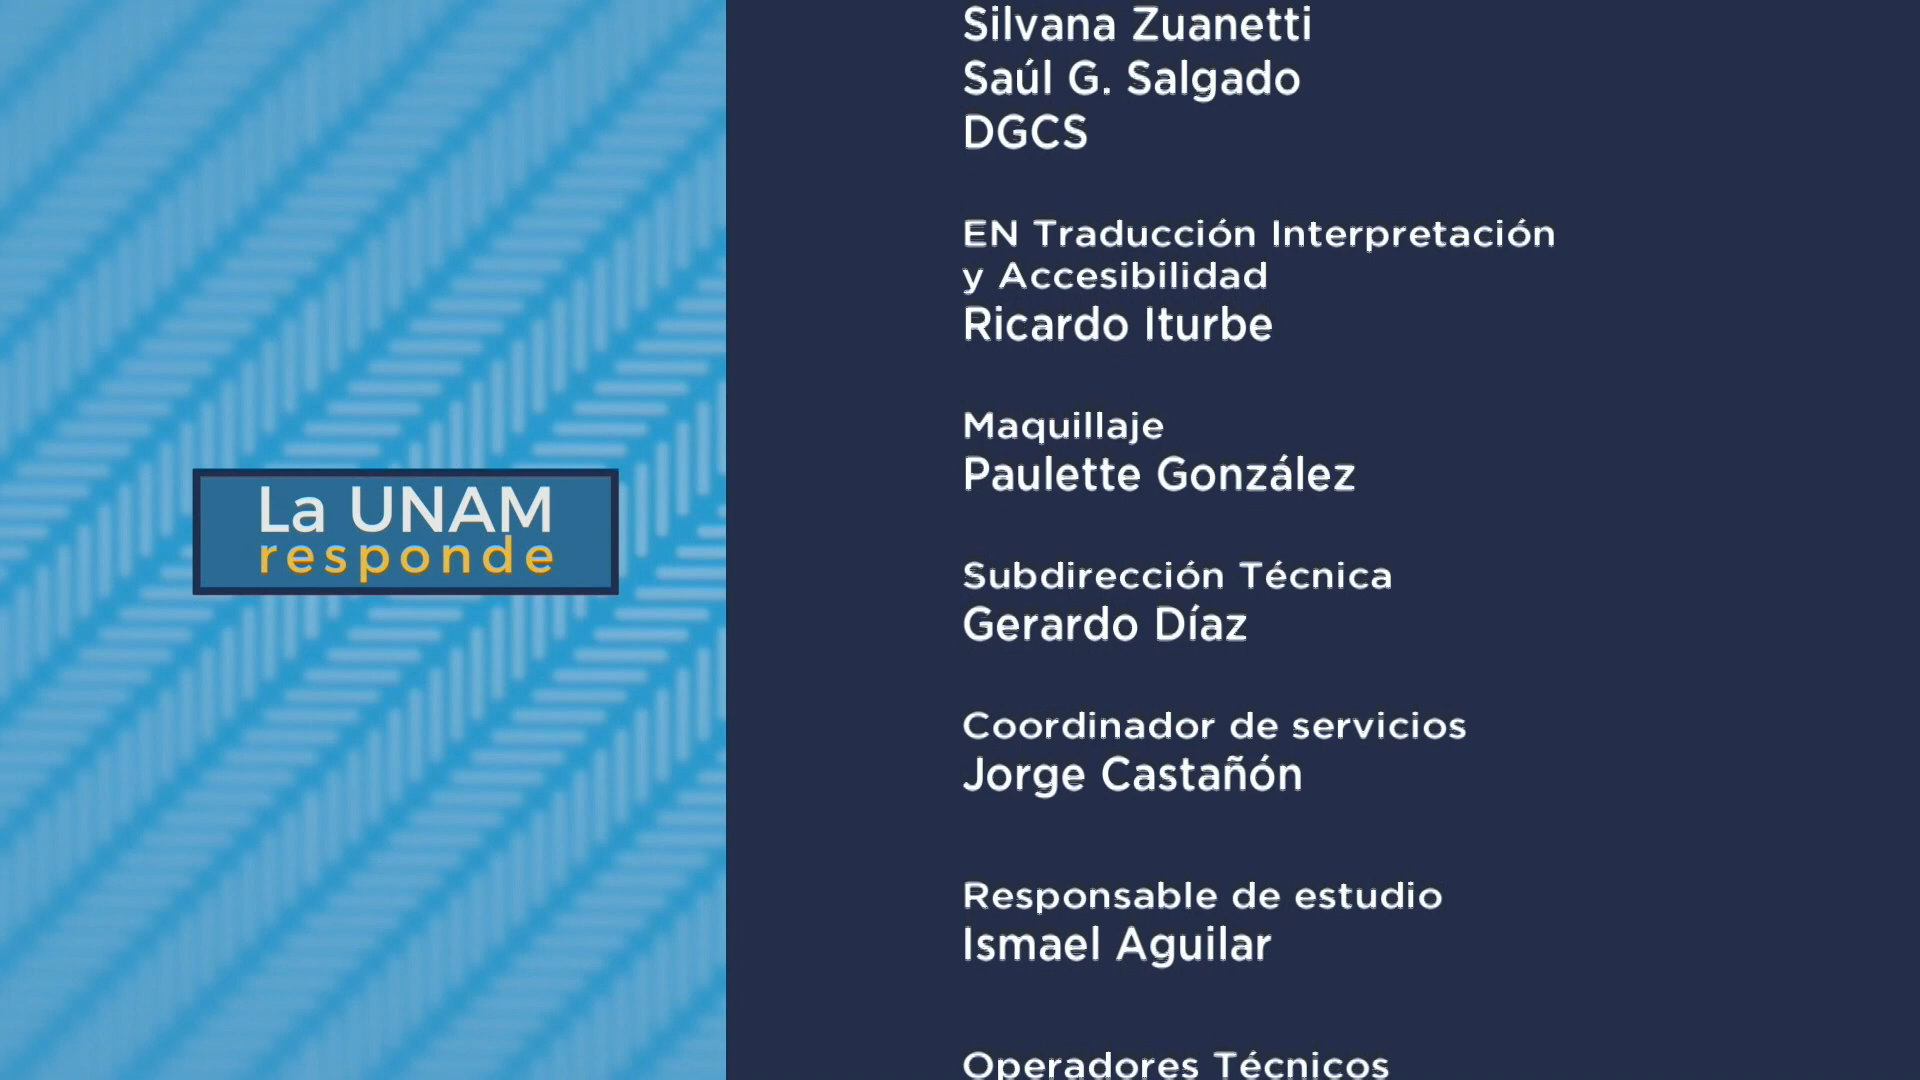 La UNAM
responde
Silvana Zuanetti
Saúl G. Salgado
DGCS
EN Traducción Interpretación
y Accesibilidad
Ricardo Iturbe
Maquillaje
Paulette González
Subdirección Técnica
Gerardo Díaz
Coordinador de servicios
Jorge Castañón
Responsable de estudio
Ismael Aguilar
Operadores Técnicos